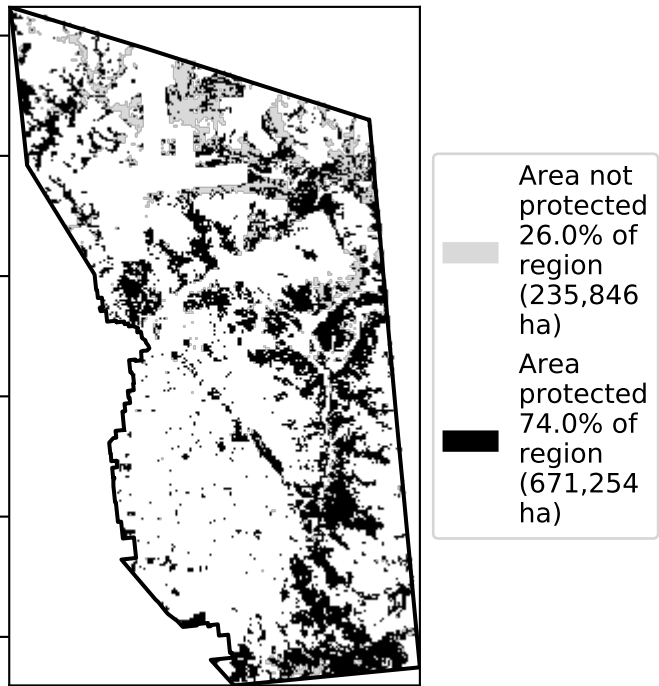 Area not
protected
26.0% of
region
(235,846
ha)
Area
protected
74.0% of
region
(671,254
ha)